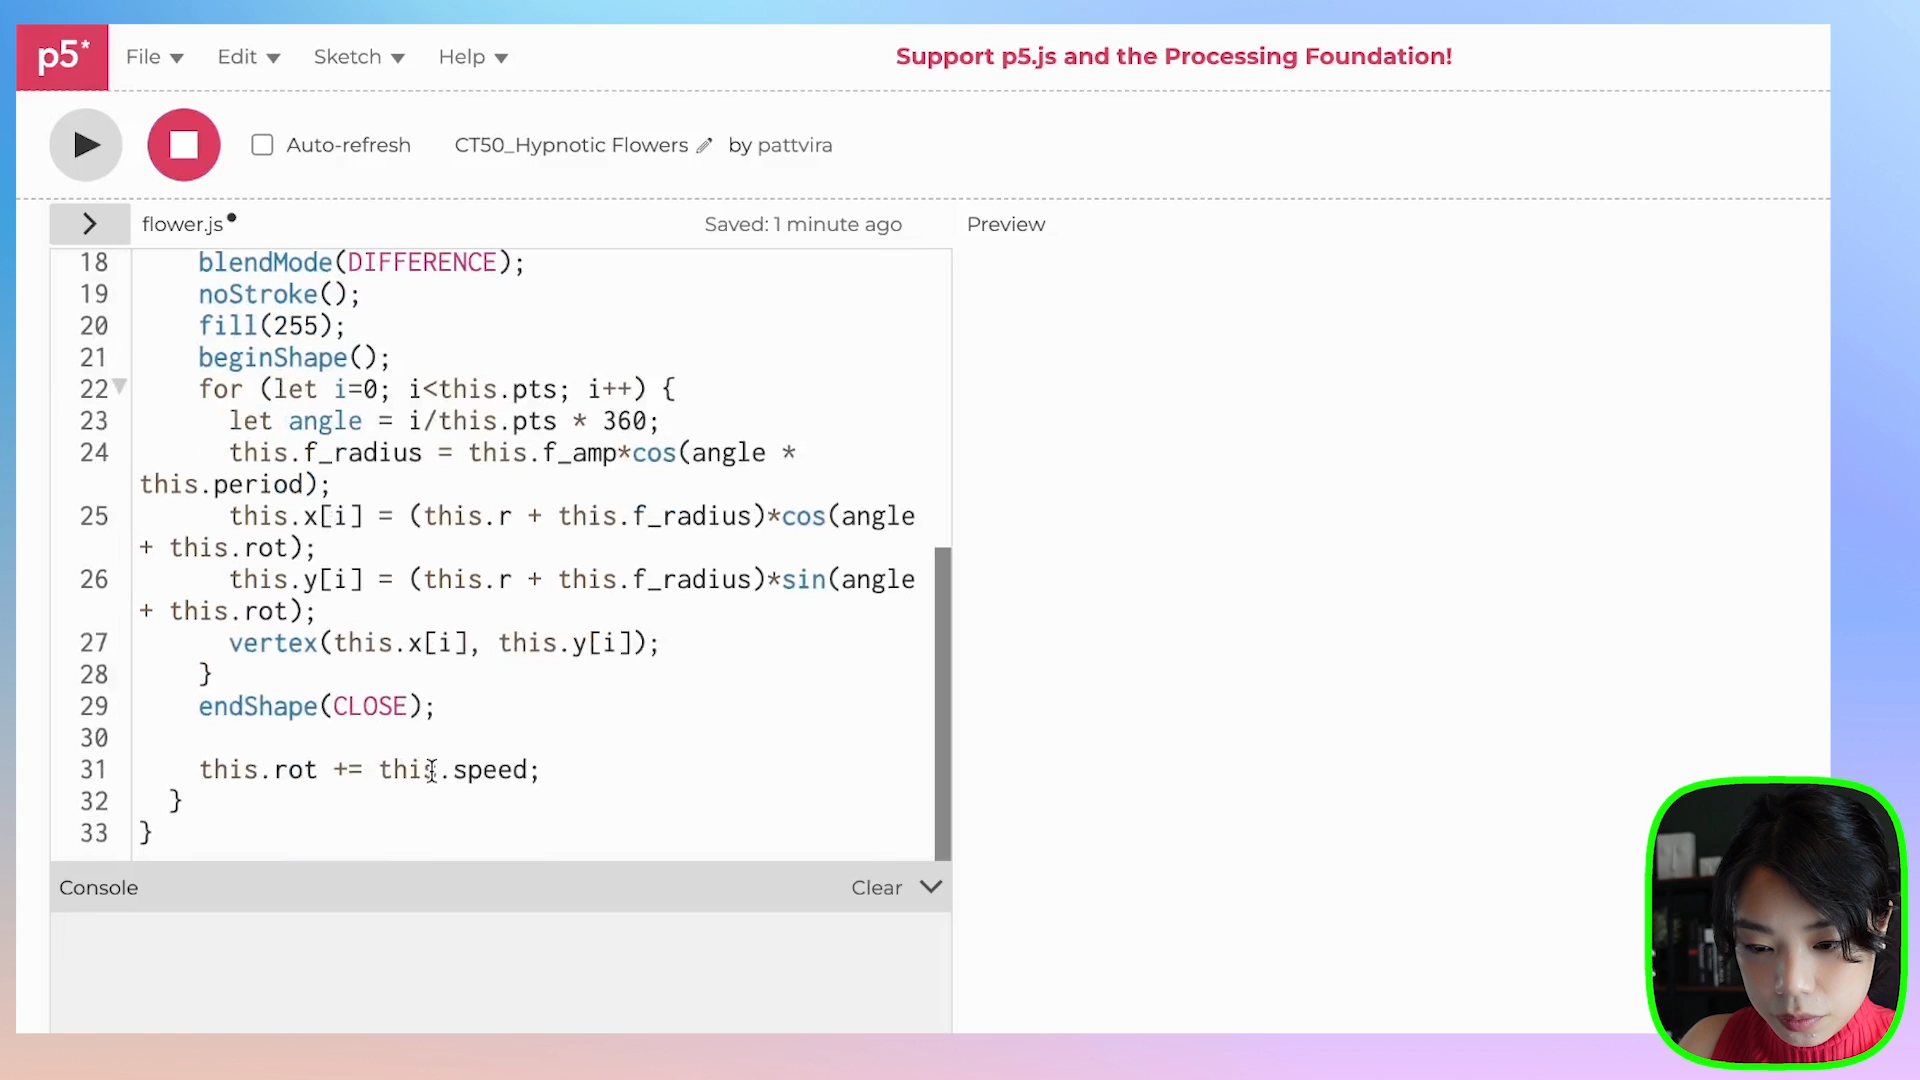 p5*
File Edit Sketch Help
Support p5.js and the Processing Foundation!
Auto-refresh CT50_Hypnotic Flowers by pattvira
flower.js Saved: 1 minute ago Preview
18 blendMode(DIFFERENCE);
19 noStroke();
20 fill(255);
21 beginShape();
22 for (let i=0; i<this.pts; i++) {
23 let angle = i/this.pts * 360;
24 this.f_radius = this.f_amp*cos(angle *
this.period);
25 this.x[i] = (this.r + this.f_radius)*cos(angle
+ this.rot);
26 this.y[i] = (this.r + this.f_radius)*sin(angle
+ this.rot);
27 vertex(this.x[i], this.y[i]);
28 }
29 endShape(CLOSE);
30
31 this.rot += this.speed;
32 }
33 }
Console Clear